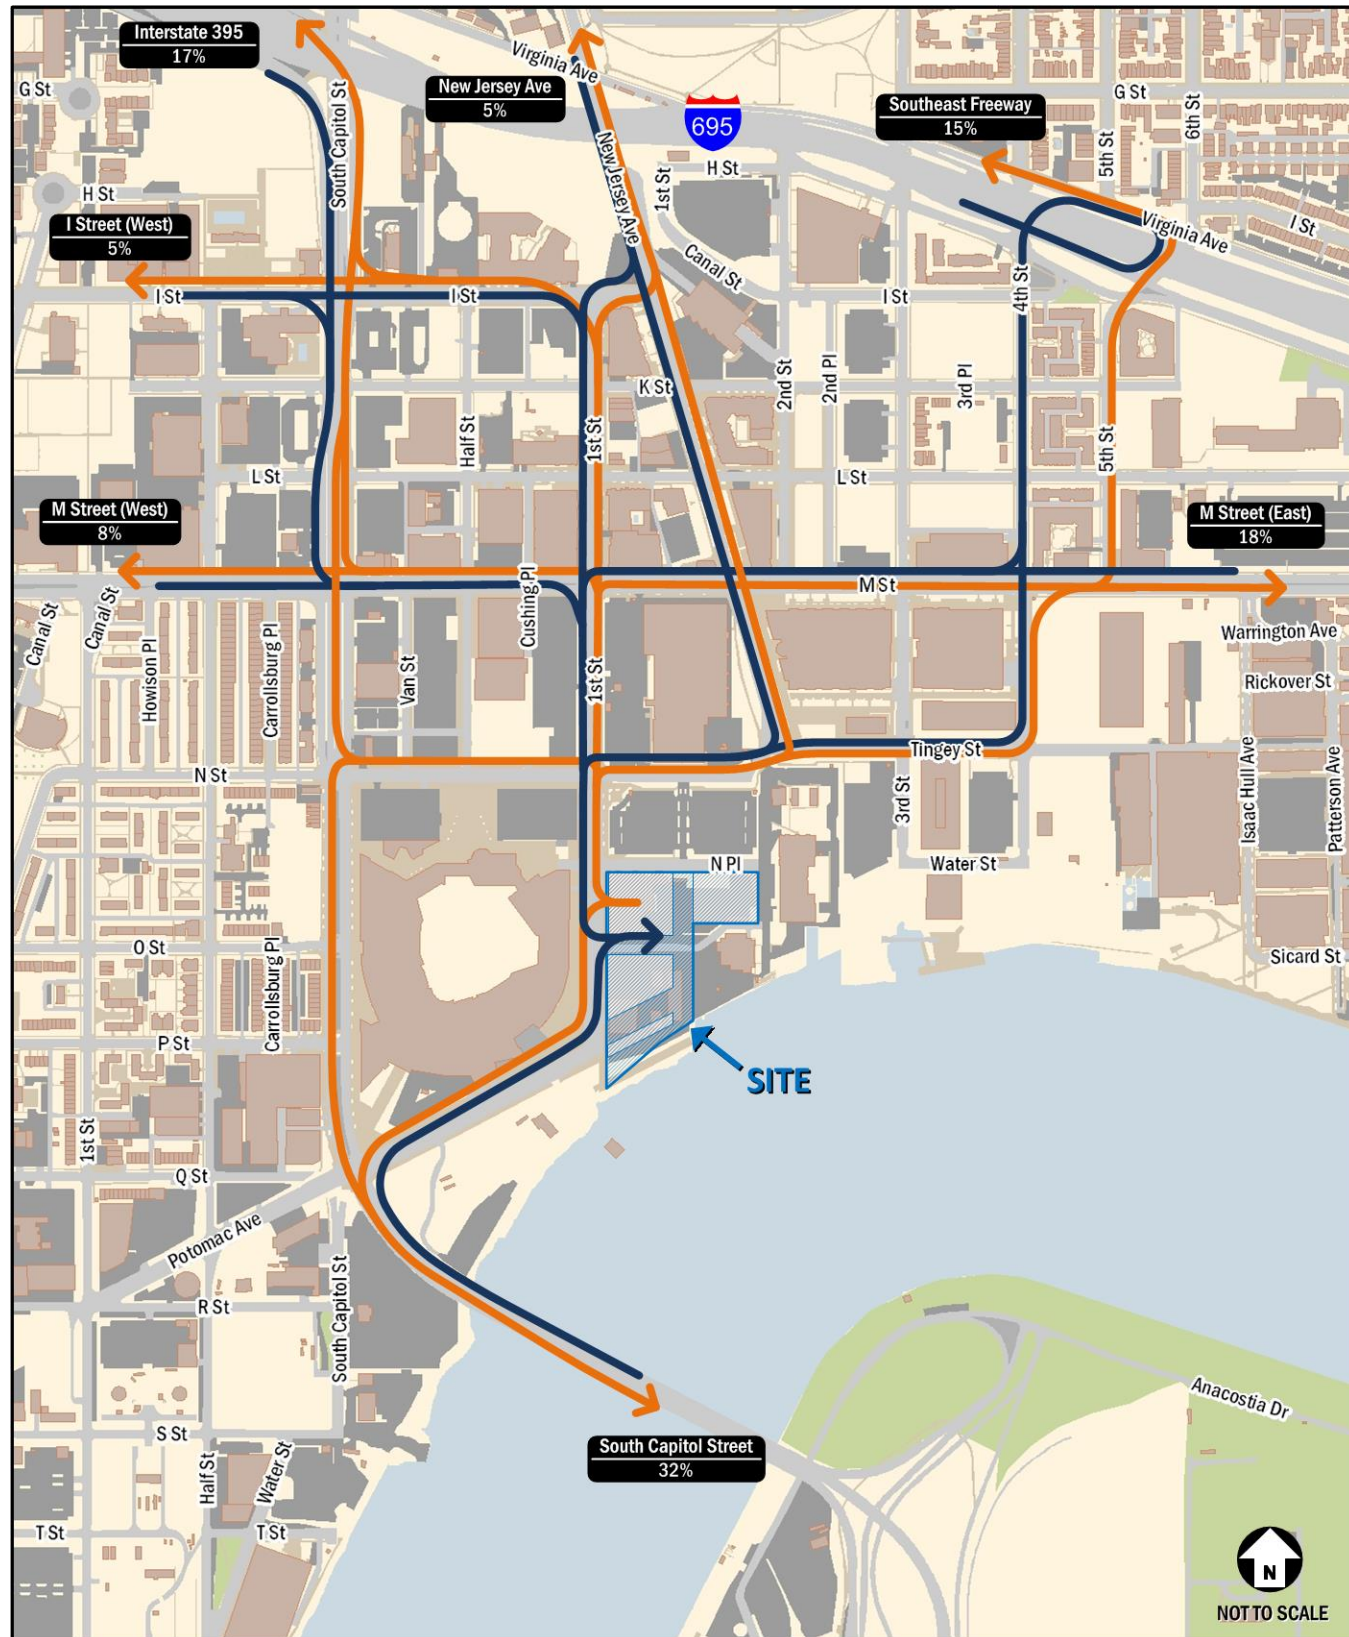 Interstate 395
17%
South Capitol St
Virginia Ave
New Jersey Ave
5%
695
Southeast Freeway
15%
G St
G St
6th St
5th St
H St
H St
1st St
New Jersey Ave
I Street (West)
5%
Virginia Ave
I St
Canal St
4th St
I St
I St
I St
K St
2nd St
2nd Pl
3rd Pl
Half St
1st St
5th St
L St
L St
M Street (West)
8%
M Street (East)
18%
M St
Cushing Pl
Canal St
Canal St
Howison Pl
Carrollsburg Pl
Van St
1st St
Warrington Ave
Rickover St
Tingey St
N St
3rd St
Isaac Hull Ave
Patterson Ave
N Pl
Water St
O St
Carrollsburg Pl
Sicard St
P St
SITE
1st St
Q St
Potomac Ave
South Capitol St
R St
Anacostia Dr
S St
South Capitol Street
32%
Half St
Water St
T St
T St
N
NOT TO SCALE